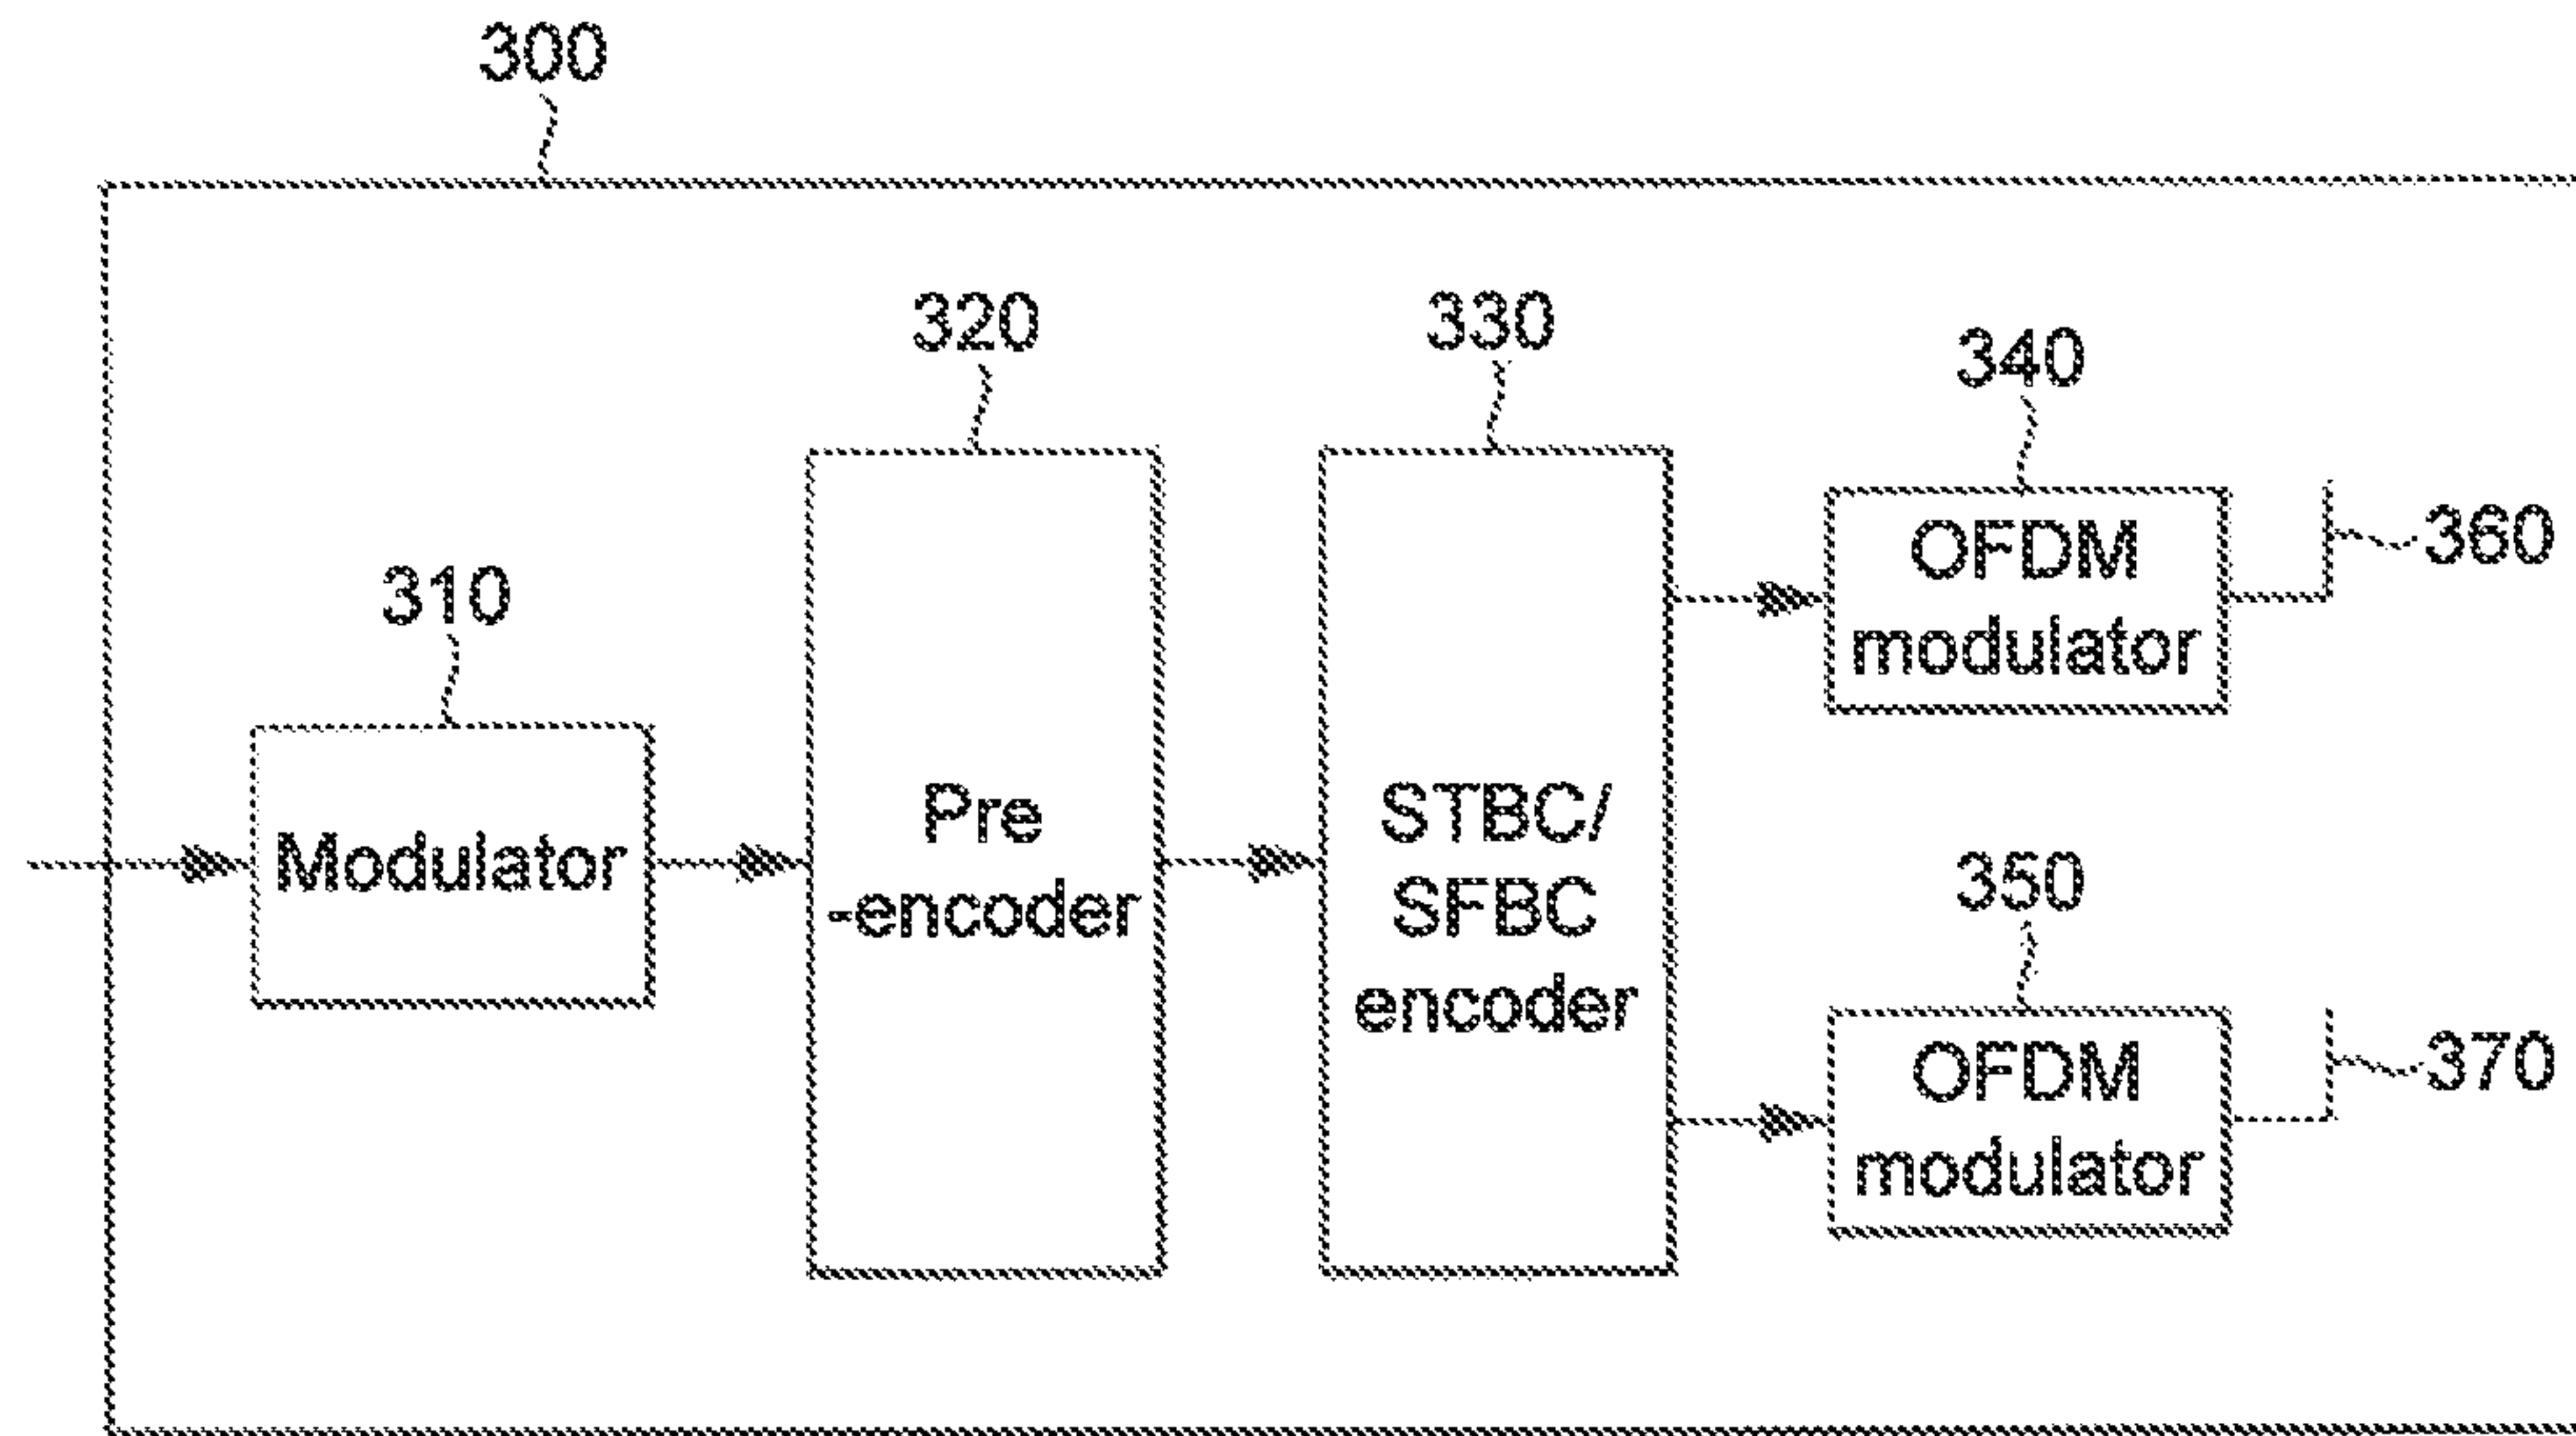 300
320
330
340
310
OFDM
modulator
360
Pre
-encoder
STBC/
SFBC
encoder
Modulator
350
OFDM
modulator
370